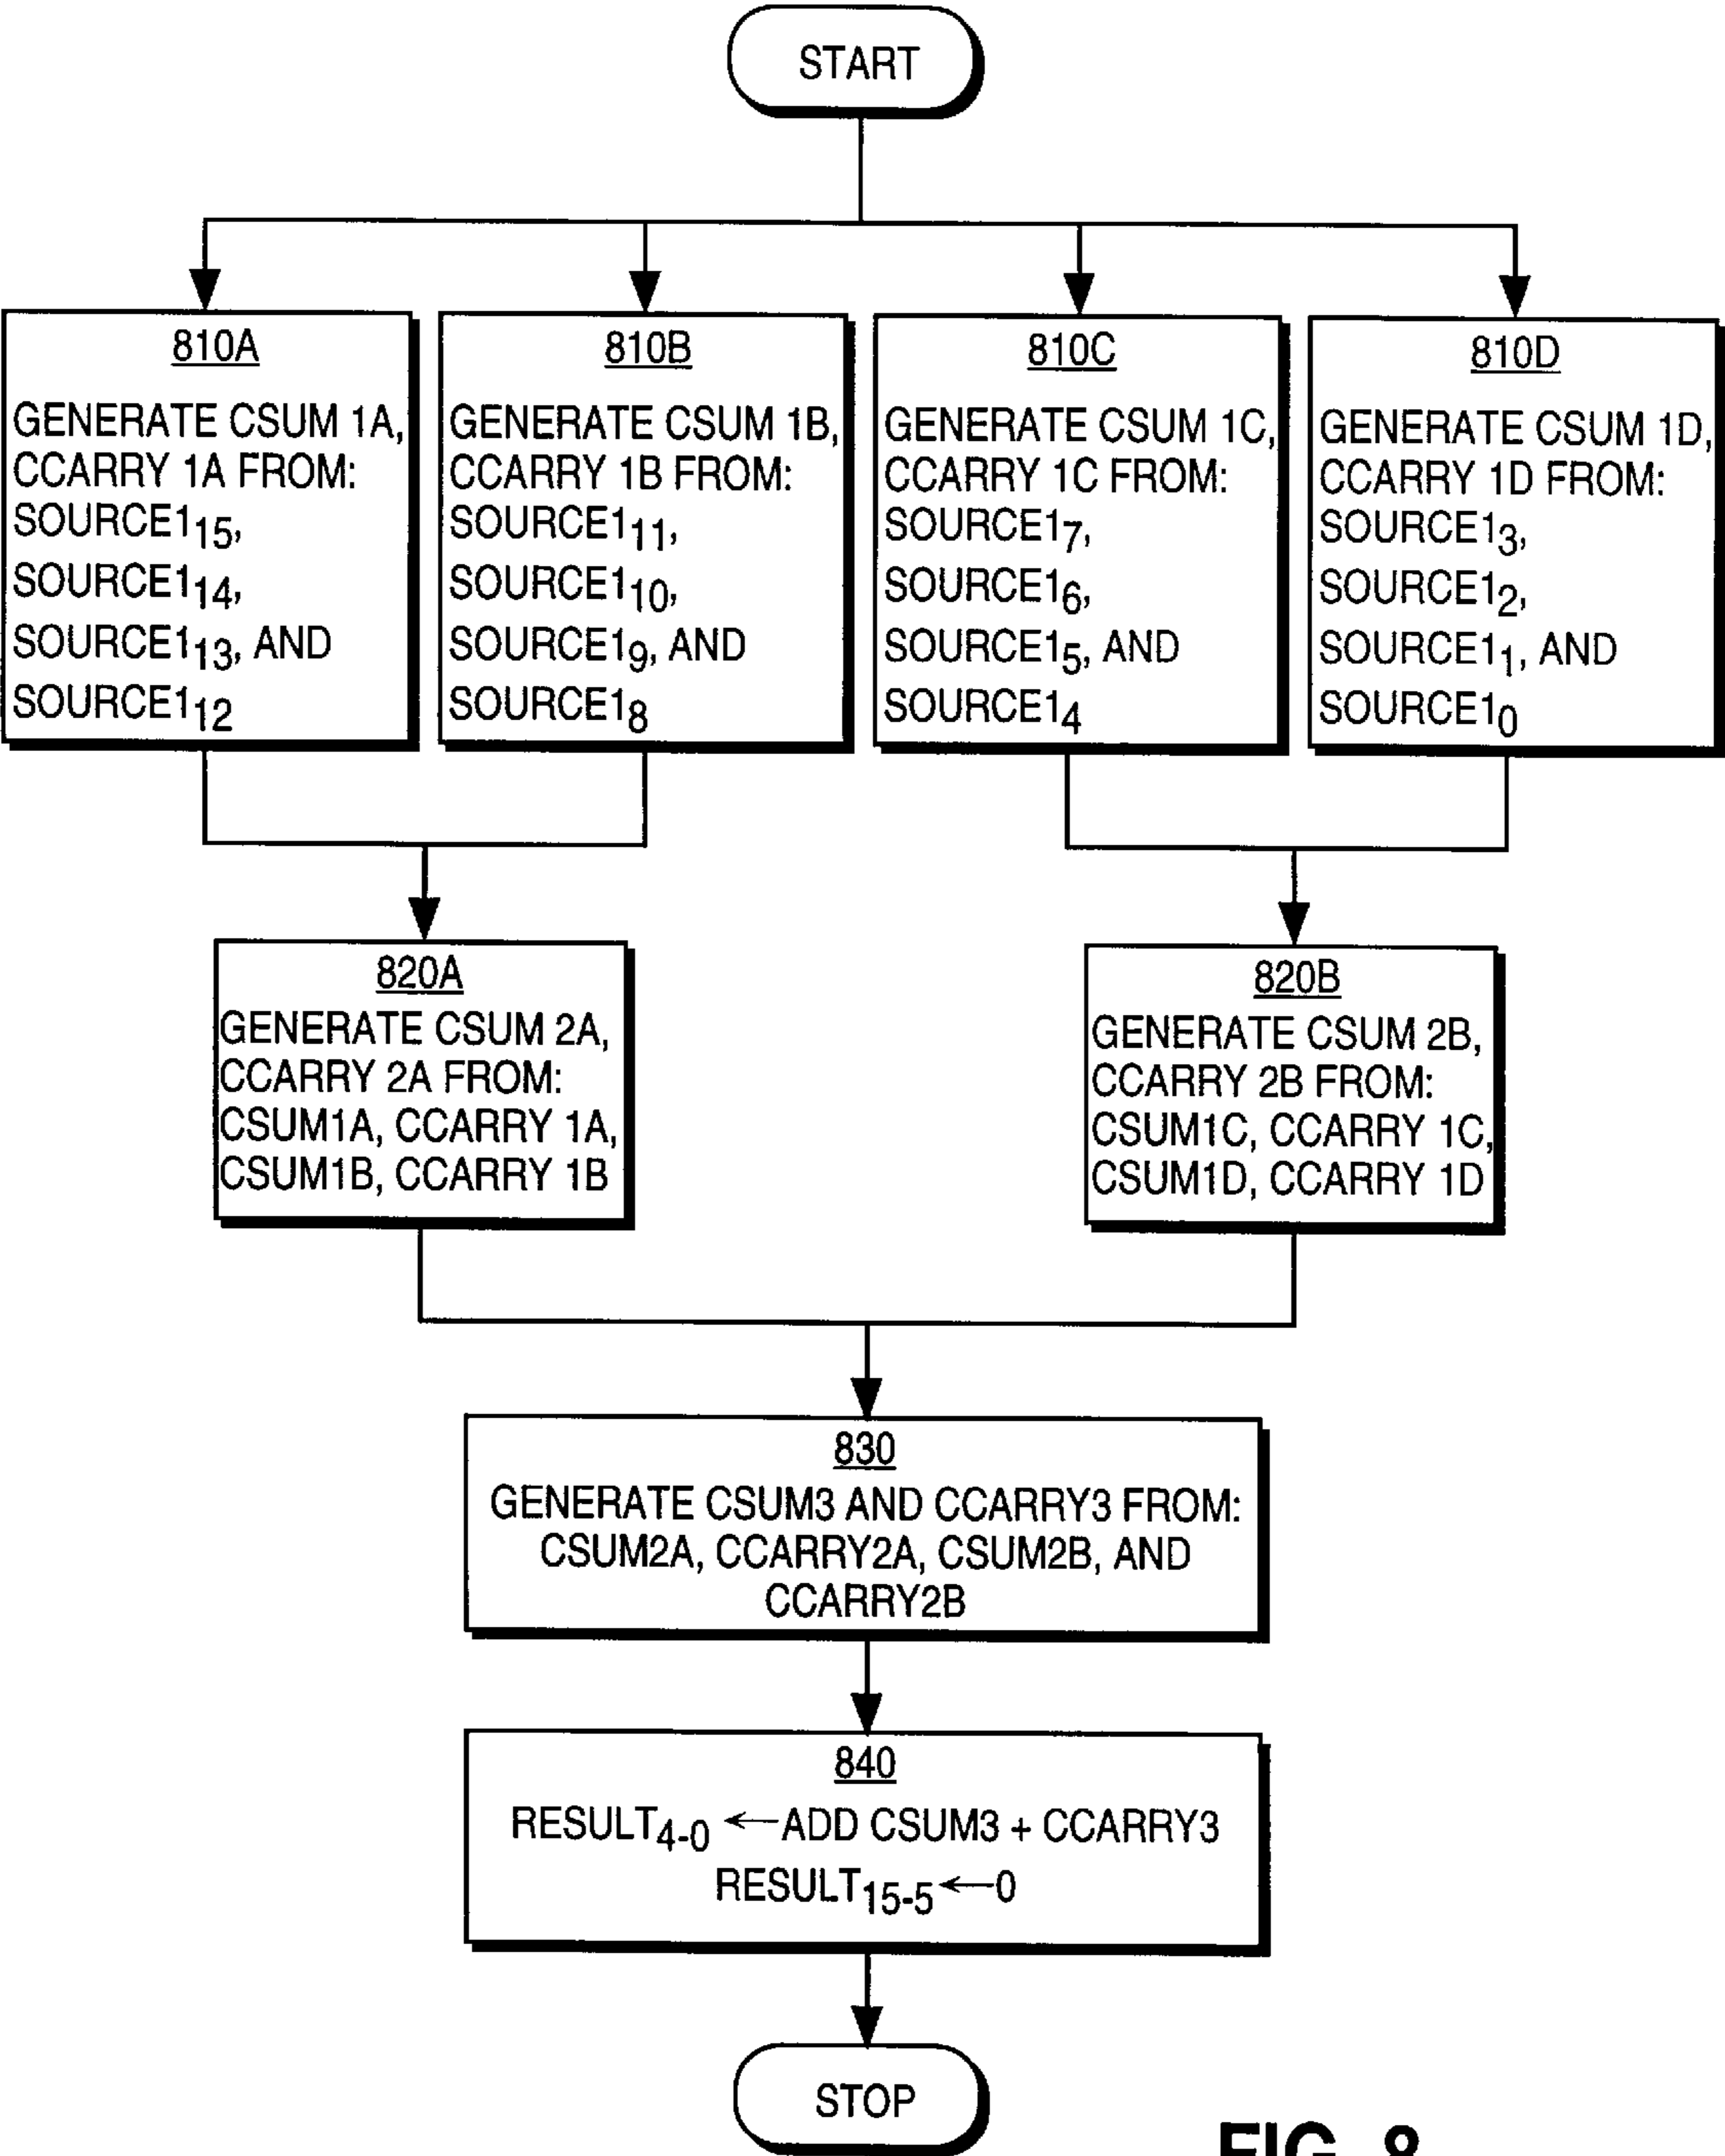 START
810A
GENERATE CSUM 1A,
CCARRY 1A FROM:
SOURCE1₁₅,
SOURCE1₁₄,
SOURCE1₁₃, AND
SOURCE1₁₂
810B
GENERATE CSUM 1B,
CCARRY 1B FROM:
SOURCE1₁₁,
SOURCE1₁₀,
SOURCE1₉, AND
SOURCE1₈
810C
GENERATE CSUM 1C,
CCARRY 1C FROM:
SOURCE1₇,
SOURCE1₆,
SOURCE1₅, AND
SOURCE1₄
810D
GENERATE CSUM 1D,
CCARRY 1D FROM:
SOURCE1₃,
SOURCE1₂,
SOURCE1₁, AND
SOURCE1₀
820A
GENERATE CSUM 2A,
CCARRY 2A FROM:
CSUM1A, CCARRY 1A,
CSUM1B, CCARRY 1B
820B
GENERATE CSUM 2B,
CCARRY 2B FROM:
CSUM1C, CCARRY 1C,
CSUM1D, CCARRY 1D
830
GENERATE CSUM3 AND CCARRY3 FROM:
CSUM2A, CCARRY2A, CSUM2B, AND
CCARRY2B
840
RESULT₄₋₀ ←ADD CSUM3 + CCARRY3
RESULT₁₅₋₅←0
STOP
FIG. 8